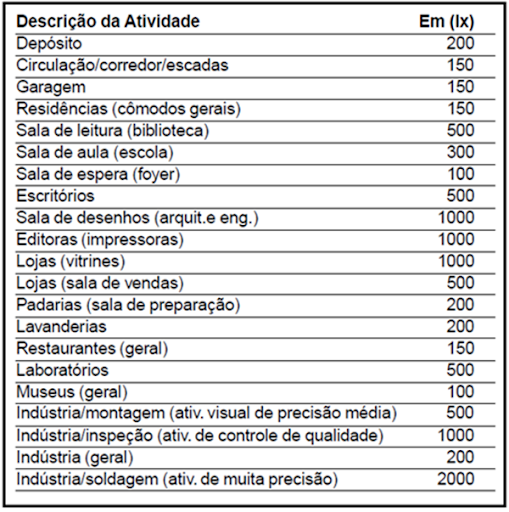 Descrição da Atividade Em (lx)
Depósito 200
Circulação/corredor/escadas 150
Garagem 150
Residências (cômodos gerais) 150
Sala de leitura (biblioteca) 500
Sala de aula (escola) 300
Sala de espera (foyer) 100
Escritórios 500
Sala de desenhos (arquit.e eng.) 1000
Editoras (impressoras) 1000
Lojas (vitrines) 1000
Lojas (sala de vendas) 500
Padarias (sala de preparação) 200
Lavanderias 200
Restaurantes (geral) 150
Laboratórios 500
Museus (geral) 100
Indústria/montagem (ativ. visual de precisão média) 500
Indústria/inspeção (ativ. de controle de qualidade) 1000
Indústria (geral) 200
Indústria/soldagem (ativ. de muita precisão) 2000